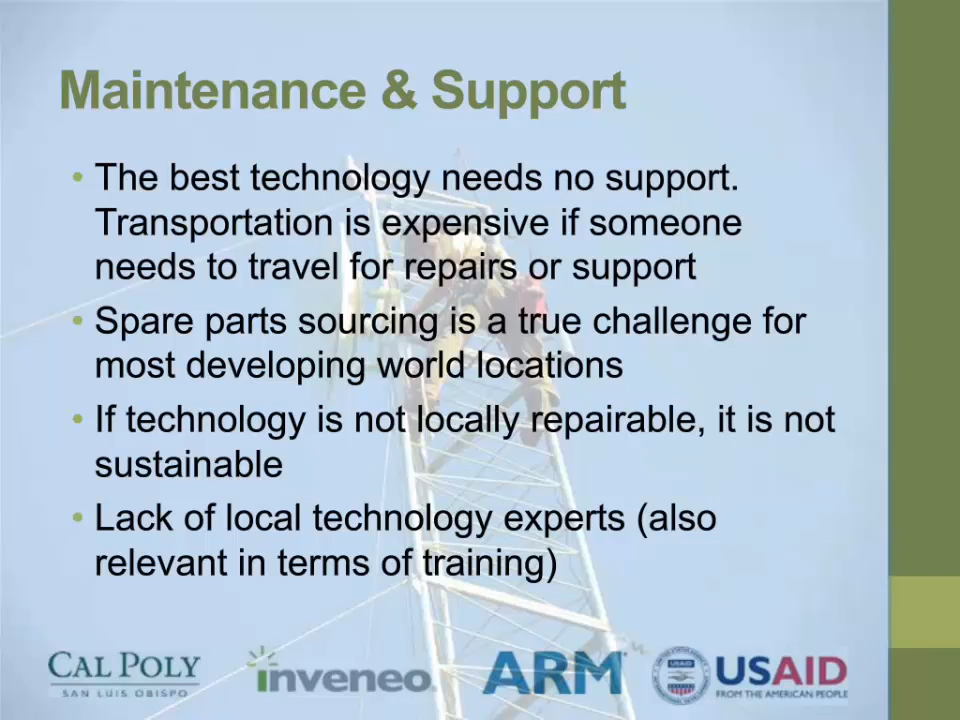 Maintenance & Support
• The best technology needs no support.
Transportation is expensive if someone
needs to travel for repairs or support
• Spare parts sourcing is a true challenge for
most developing world locations
• If technology is not locally repairable, it is not
sustainable
• Lack of local technology experts (also
relevant in terms of training)
CAL POLY
SAN LUIS OBISPO
inveneo
ARM
USAID
USAID
FROM THE AMERICAN PEOPLE